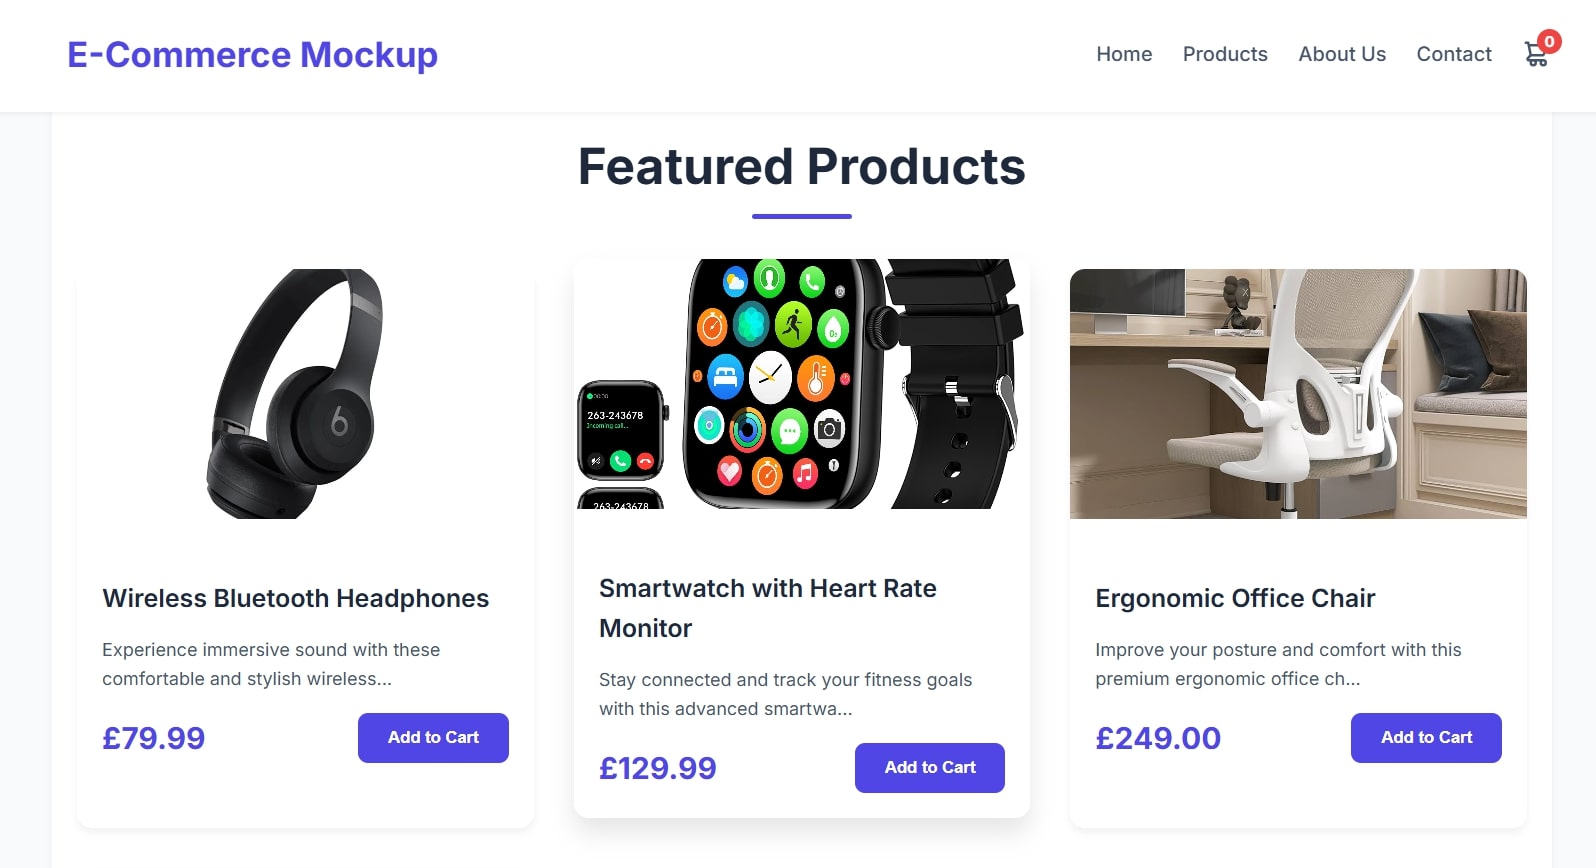 E-Commerce Mockup
Home
Products
About Us
Contact
0
Featured Products
263-243678
Incoming call...
263-243678
Wireless Bluetooth Headphones
Experience immersive sound with these
comfortable and stylish wireless...
£79.99
Add to Cart
Smartwatch with Heart Rate
Monitor
Stay connected and track your fitness goals
with this advanced smartwa...
£129.99
Add to Cart
Ergonomic Office Chair
Improve your posture and comfort with this
premium ergonomic office ch...
£249.00
Add to Cart